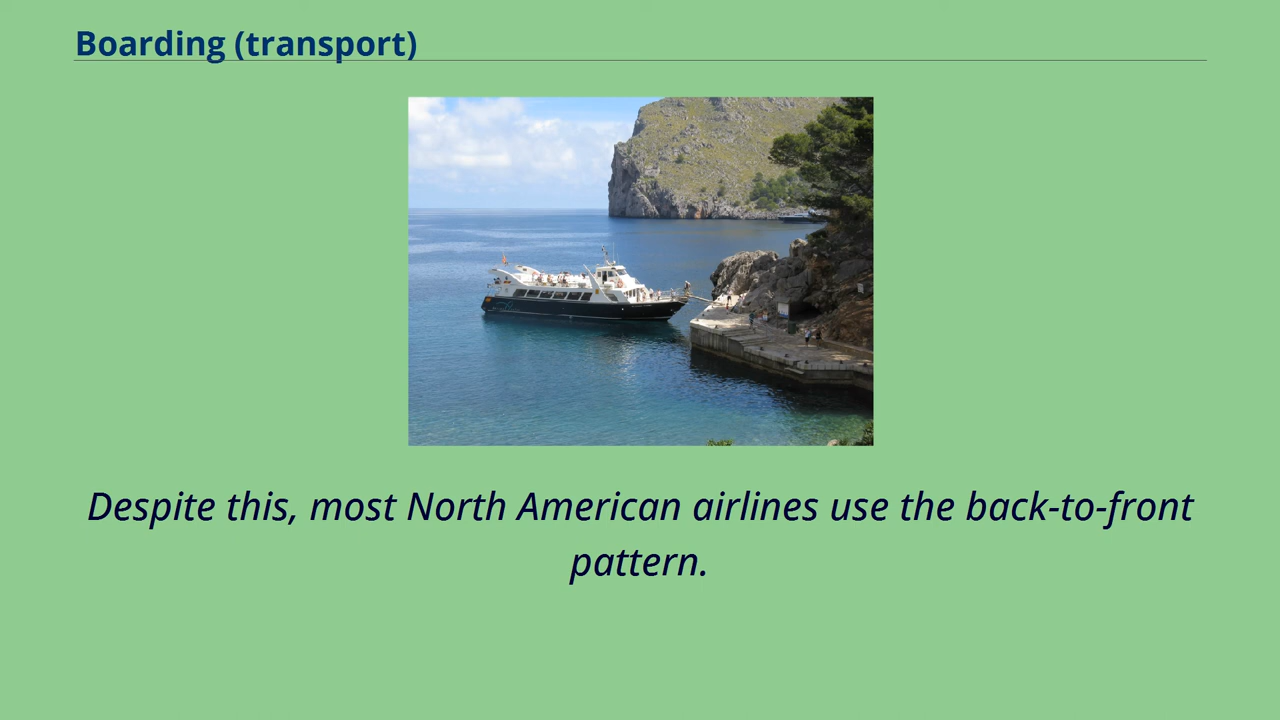 Boarding (transport)
Despite this, most North American airlines use the back-to-front
pattern.